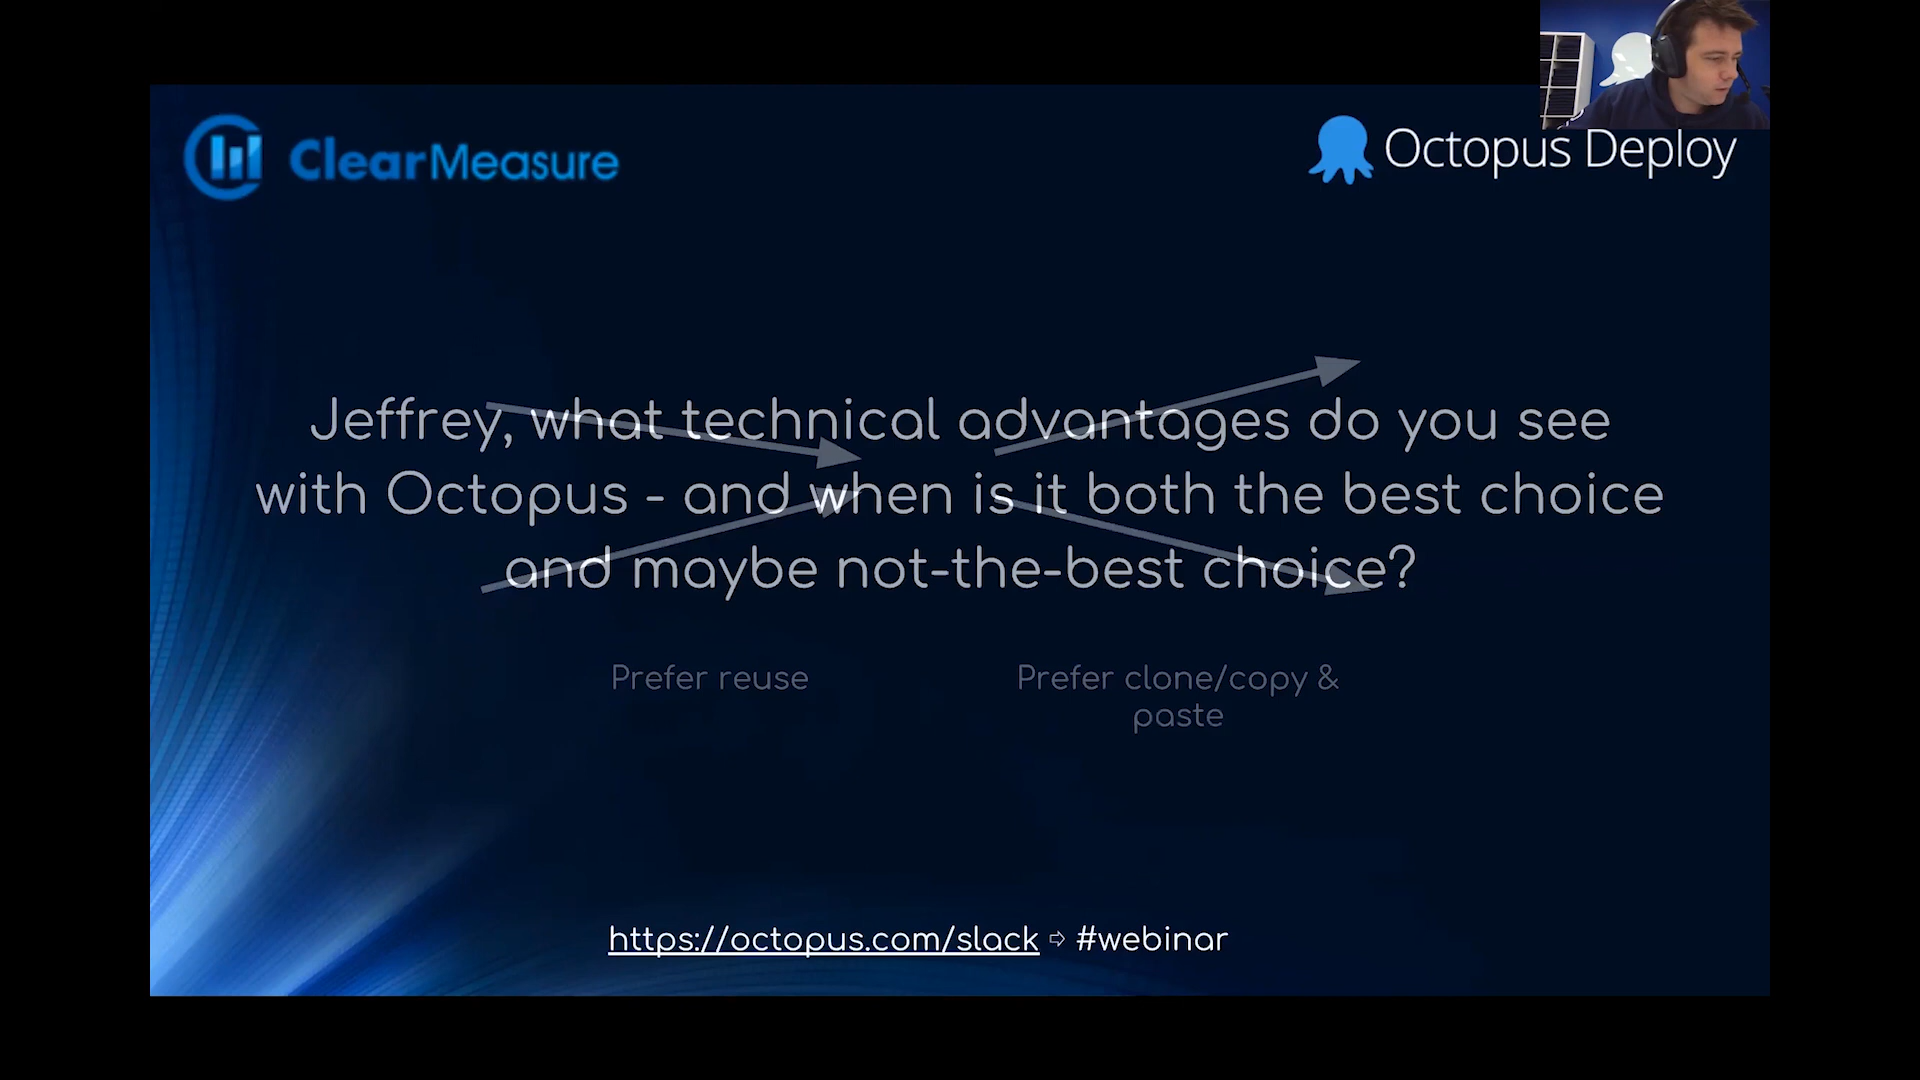 ClearMeasure
Octopus Deploy
Jeffrey, what technical advantages do you see
with Octopus - and when is it both the best choice
and maybe not-the-best choice?
Prefer reuse
Prefer clone/copy &
paste
https://octopus.com/slack ⇨ #webinar